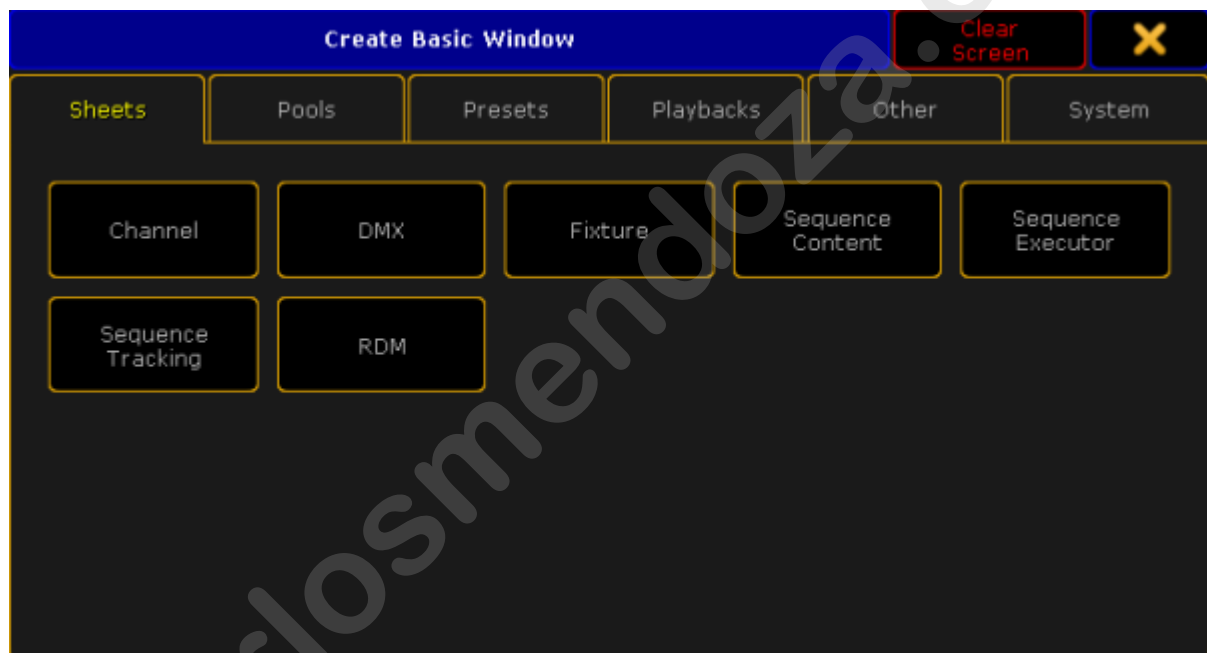 Create Basic Window
Clear
Screen
Sheets
Pools
Presets
Playbacks
Other
System
Channel
DMX
Fixture
Sequence
Content
Sequence
Executor
Sequence
Tracking
RDM
losmendoza.